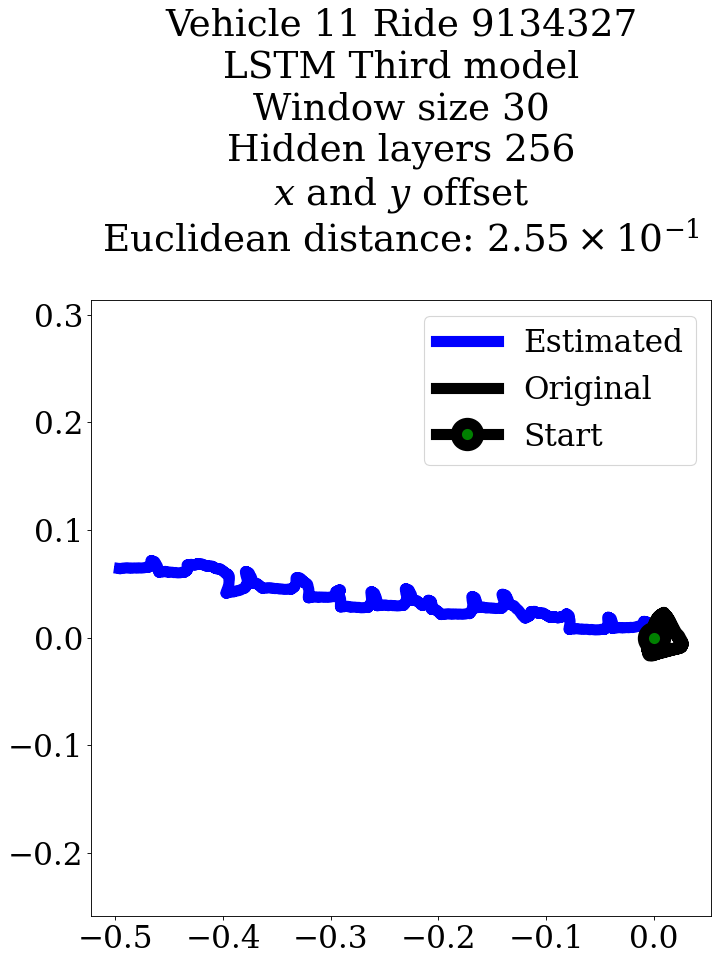 Vehicle 11 Ride 9134327
LSTM Third model
Window size 30
Hidden layers 256
x and y offset
Euclidean distance: 2.55 × 10⁻¹
Estimated
Original
Start
0.3
0.2
0.1
0.0
−0.1
−0.2
−0.5 −0.4 −0.3 −0.2 −0.1 0.0